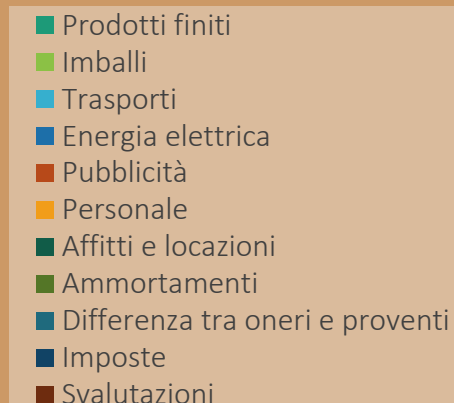 Prodotti finiti
Imballi
Trasporti
Energia elettrica
Pubblicità
Personale
Affitti e locazioni
Ammortamenti
Differenza tra oneri e proventi
Imposte
Svalutazioni